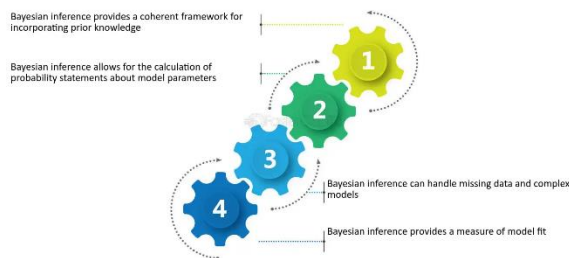 Bayesian inference provides a coherent framework for
incorporating prior knowledge
1
Bayesian inference allows for the calculation of
probability statements about model parameters
2
3
Bayesian inference can handle missing data and complex
models
4
Bayesian inference provides a measure of model fit